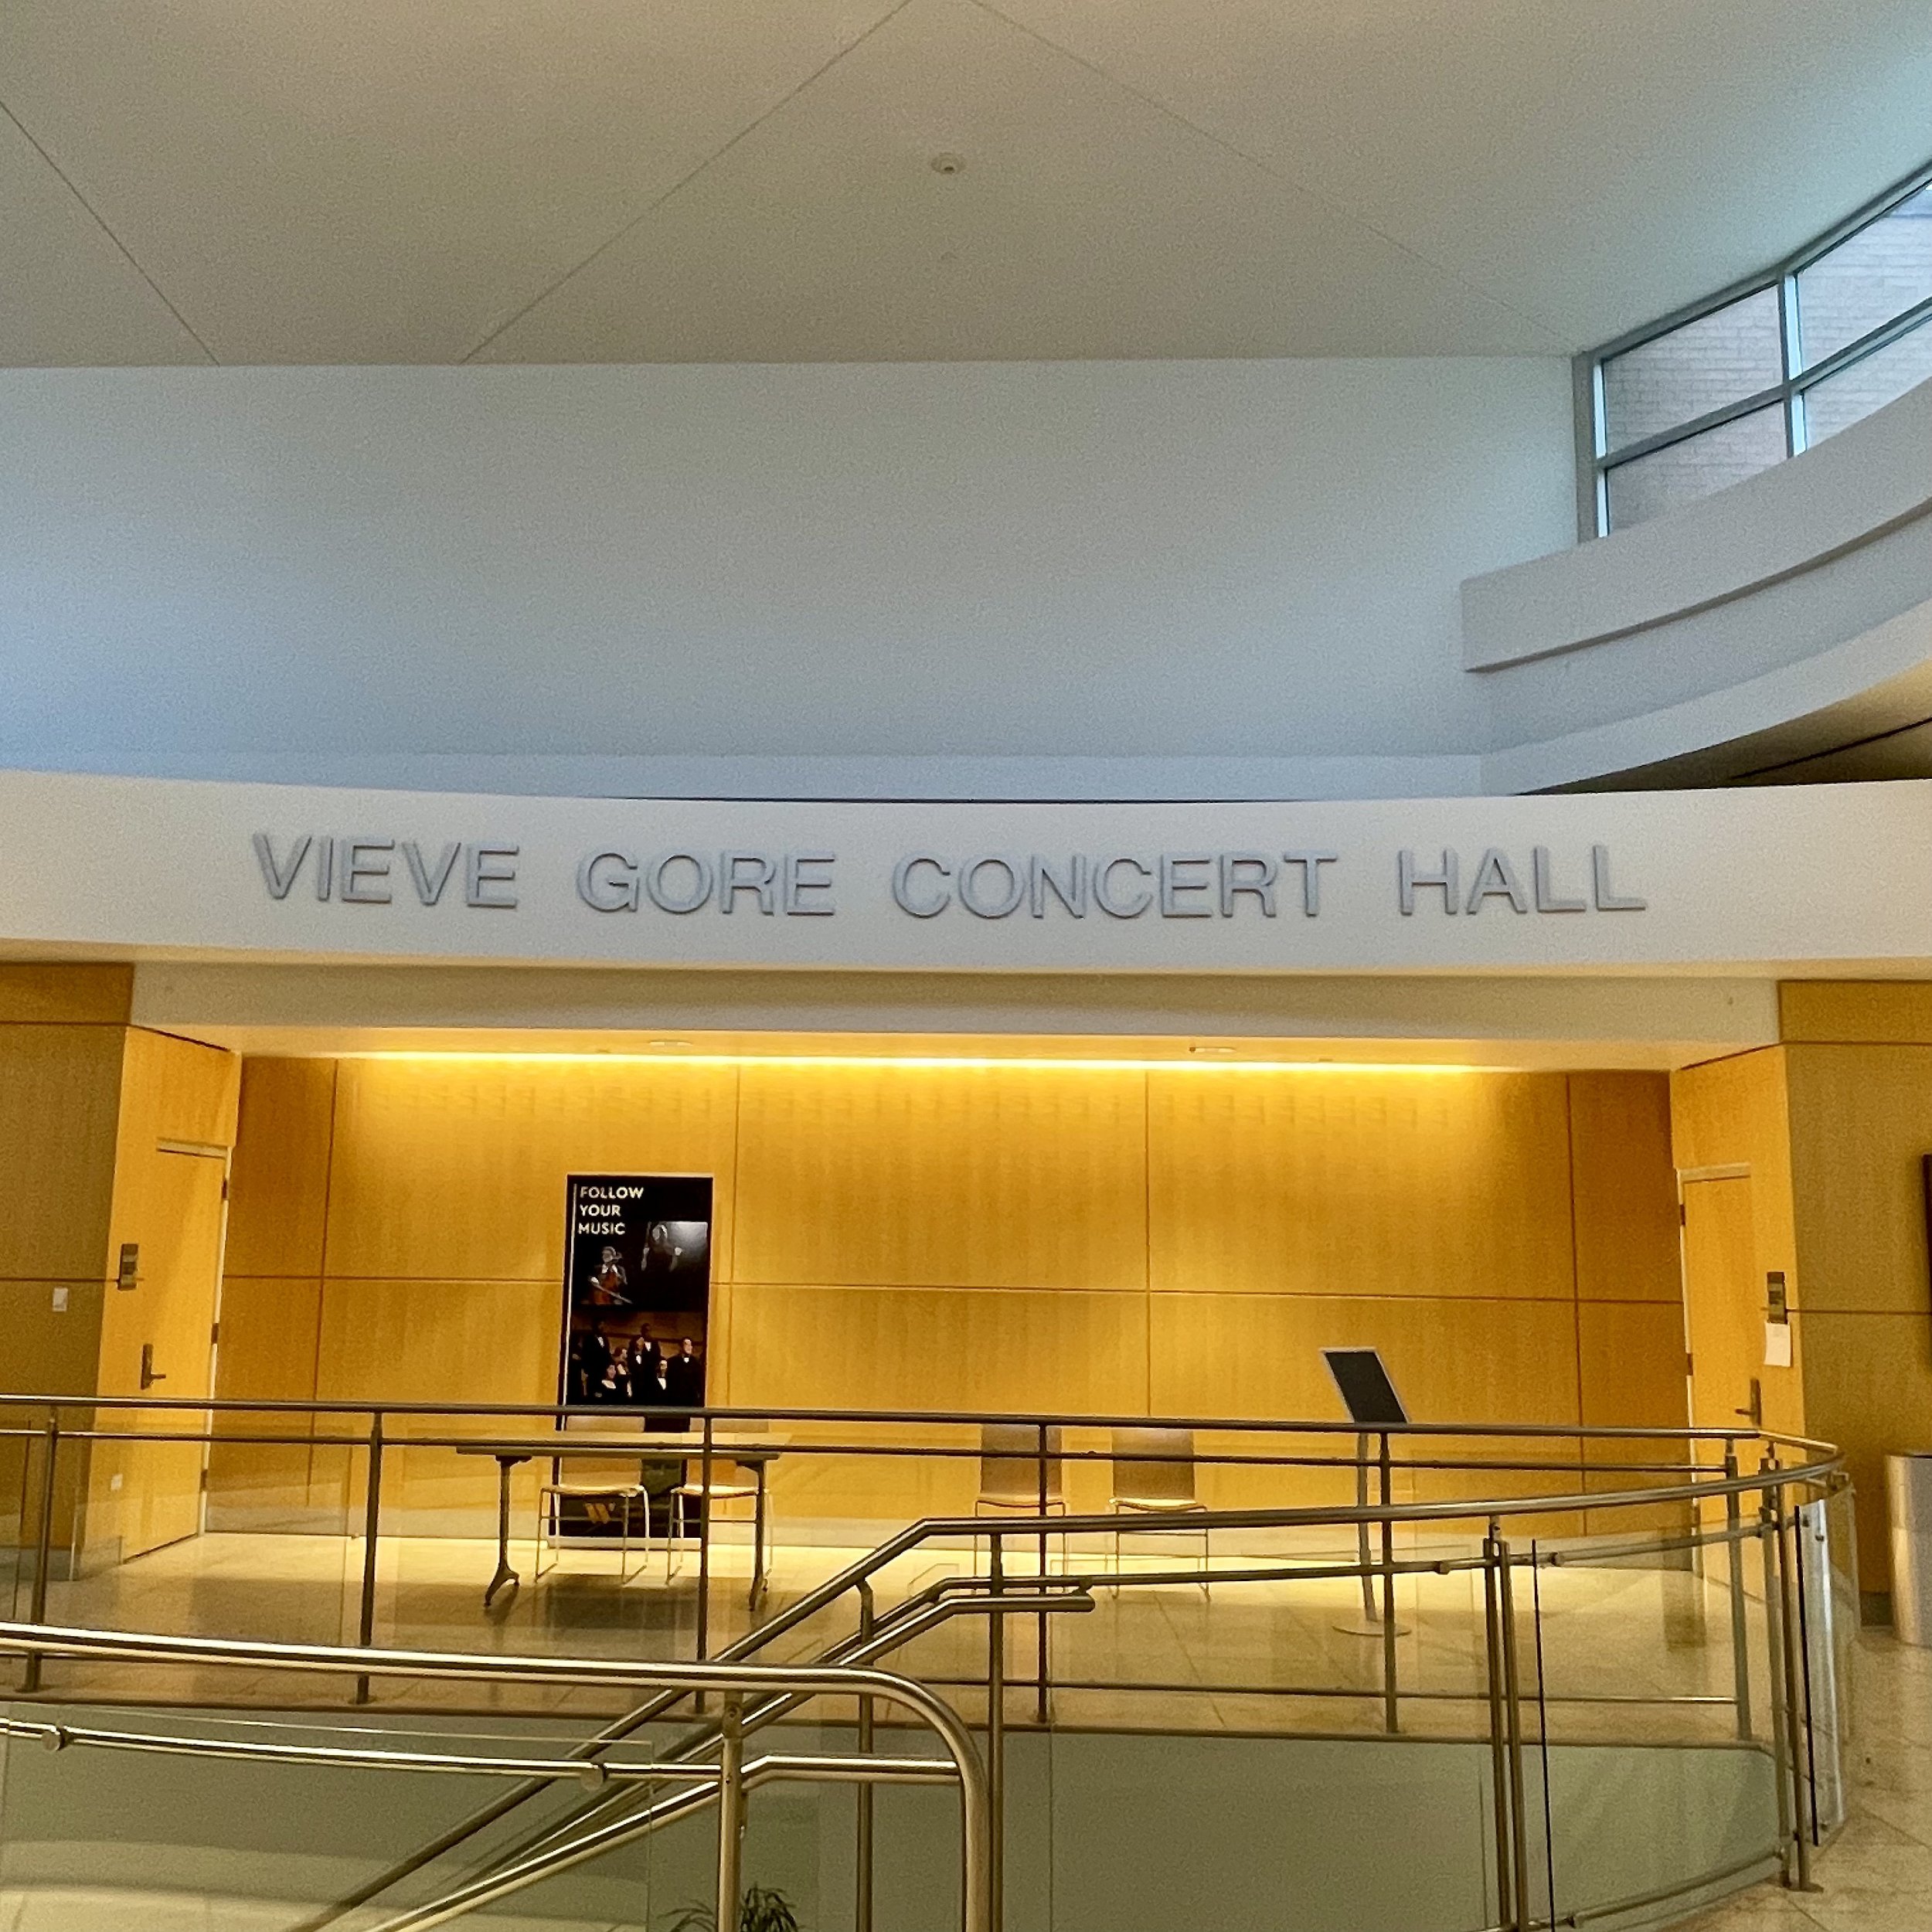 VIEVE GORE CONCERT HALL
FOLLOW
YOUR
MUSIC
W